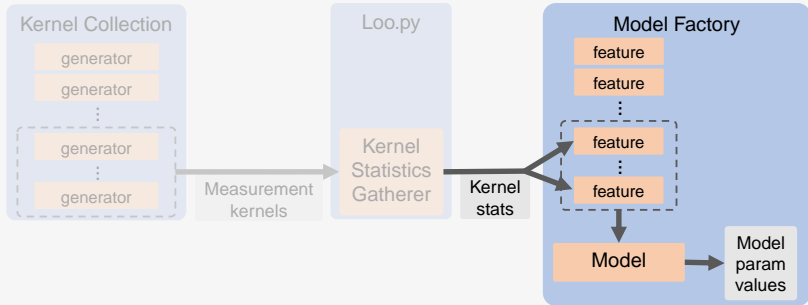 Kernel Collection
generator
generator
generator
generator
Measurement
kernels
Loo.py
Kernel
Statistics
Gatherer
Kernel
stats
Model Factory
feature
feature
feature
feature
Model
Model
param
values